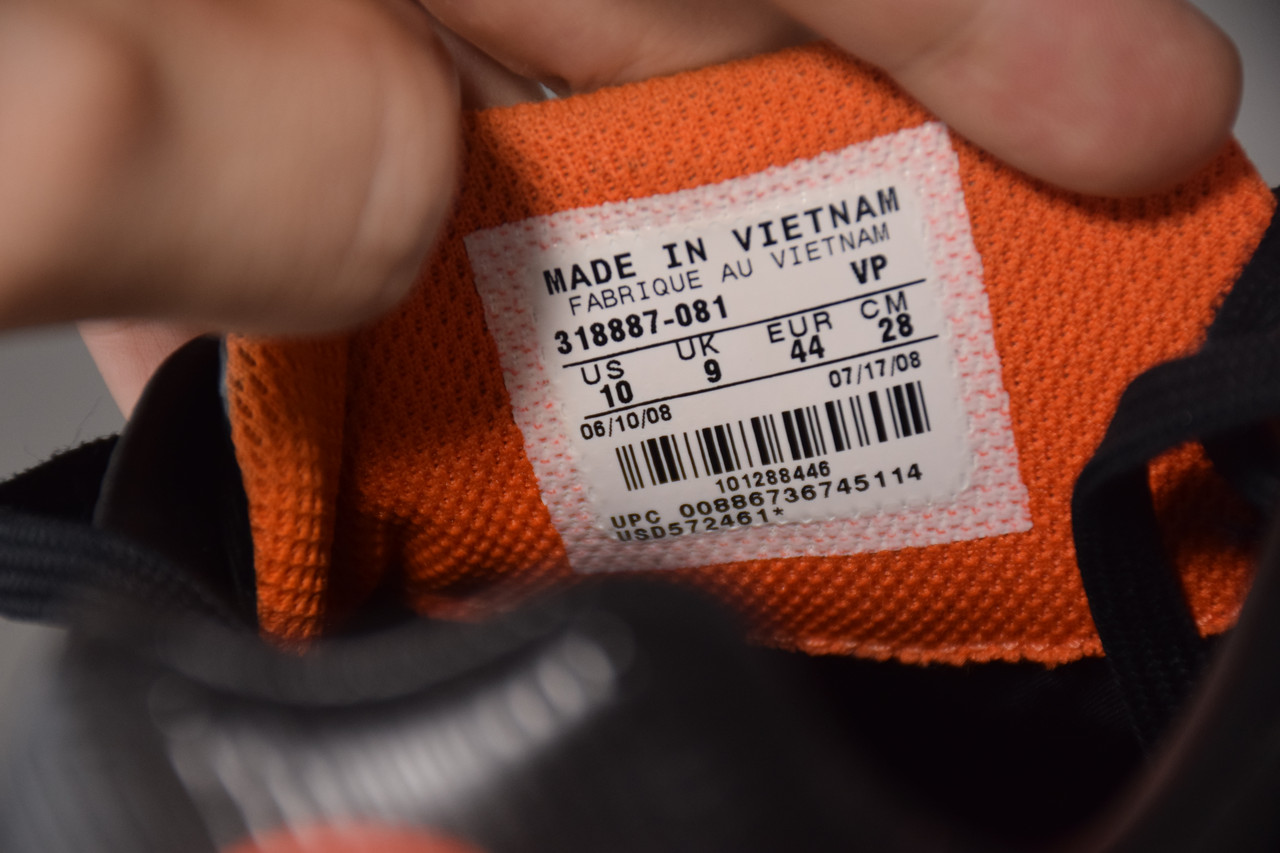 MADE IN VIETNAM
FABRIQUE AU VIETNAM
318887-081 VP
US UK EUR CM
10 9 44 28
06/10/08 07/17/08
101288446
UPC 00886736745114
USD572461*